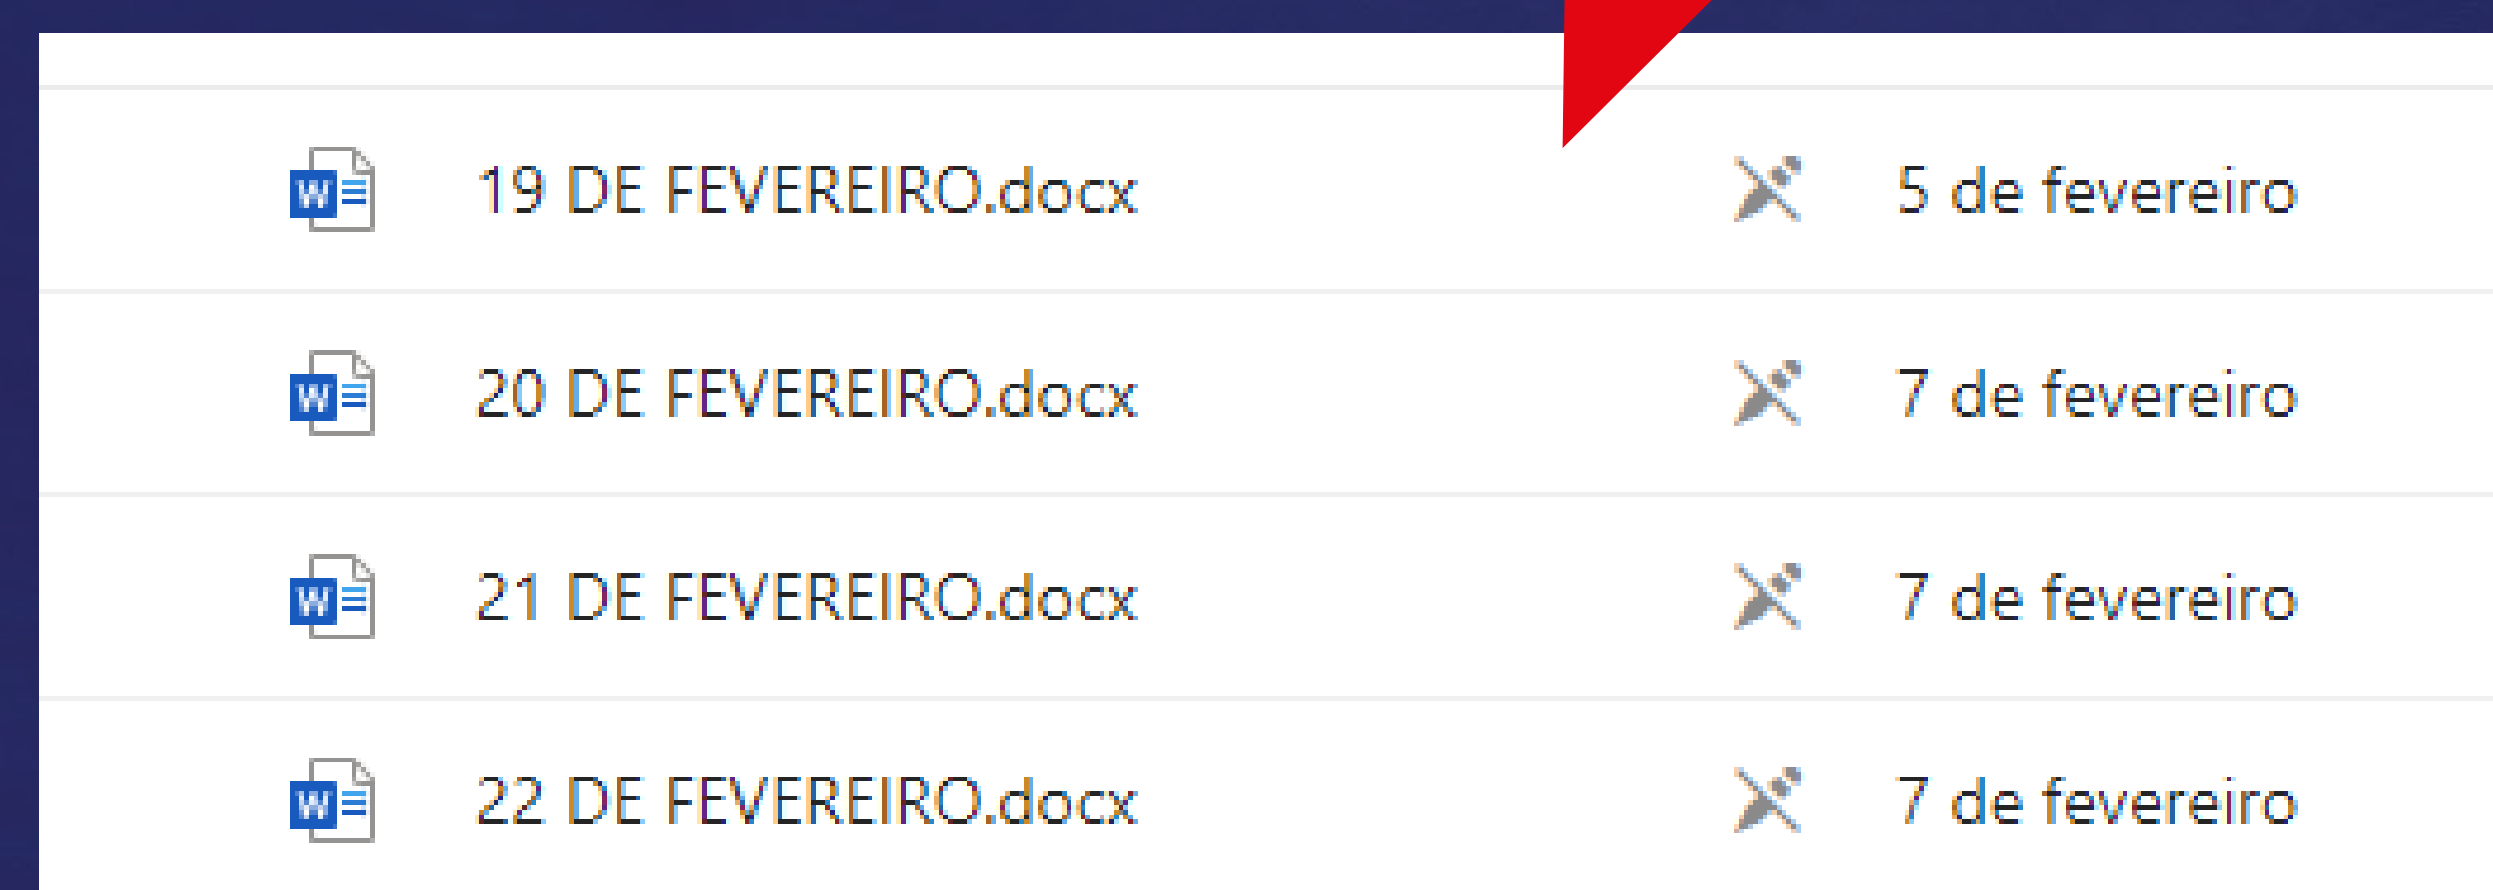 19 DE FEVEREIRO.docx 5 de fevereiro
20 DE FEVEREIRO.docx 7 de fevereiro
21 DE FEVEREIRO.docx 7 de fevereiro
22 DE FEVEREIRO.docx 7 de fevereiro